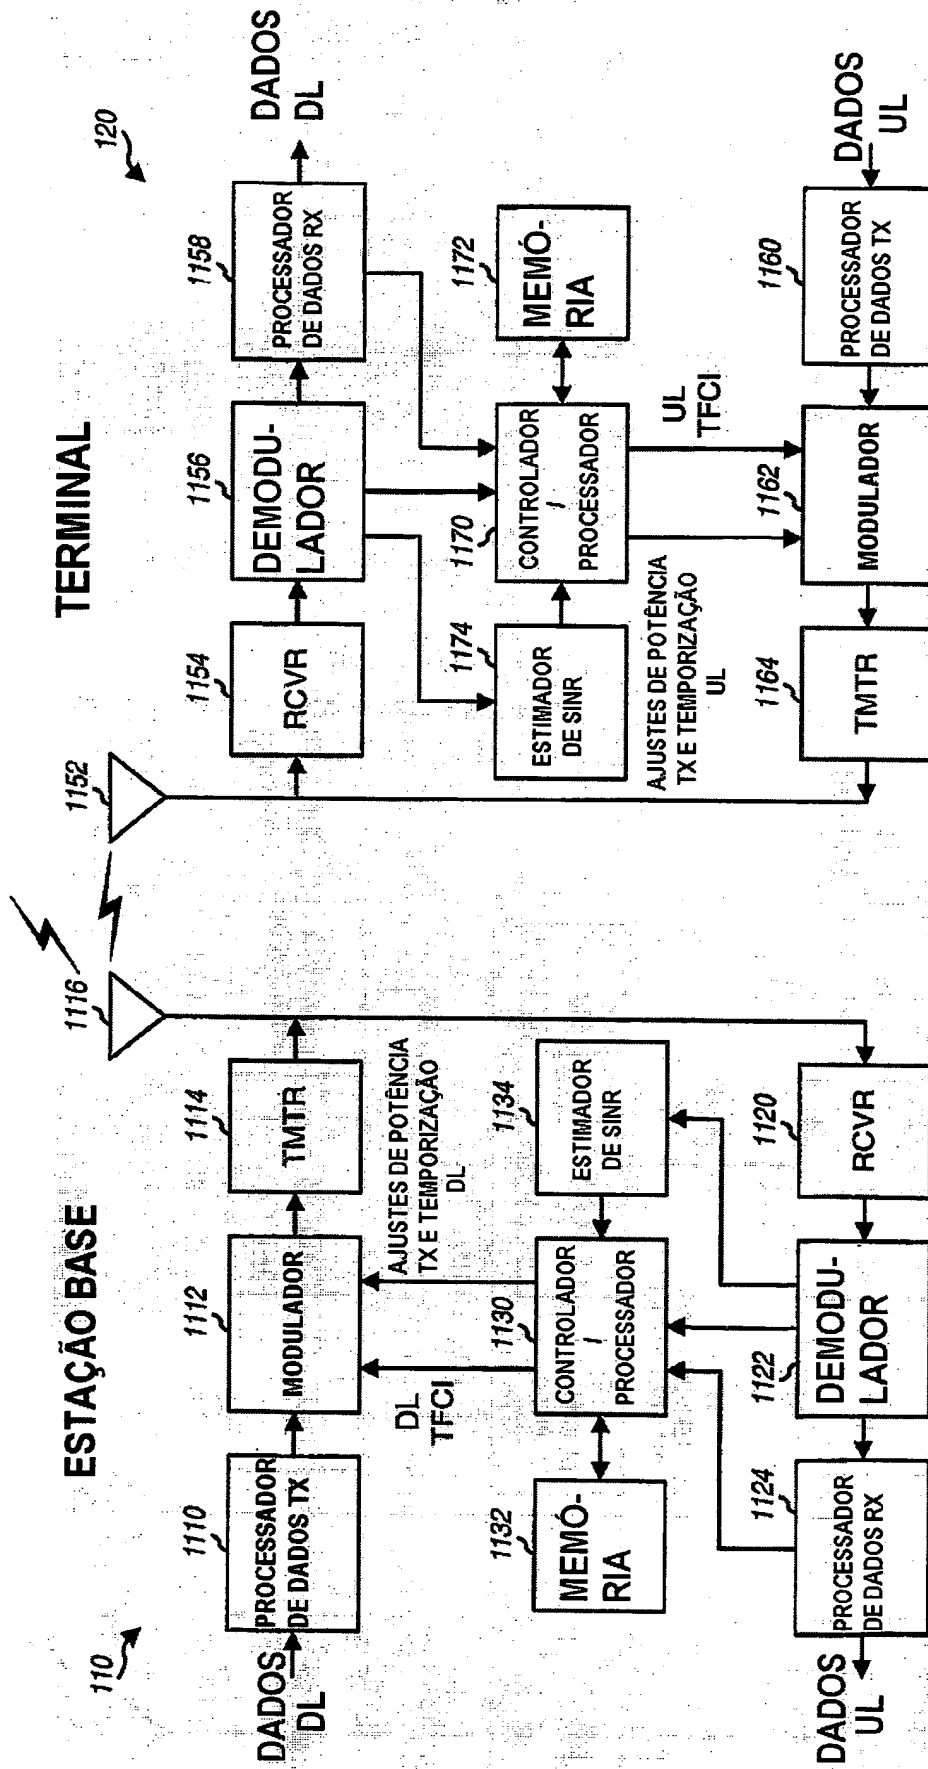 110
ESTAÇÃO BASE
TERMINAL
120
DADOS
DL
1110
PROCESSADOR
DE DADOS TX
1112
MODULADOR
1114
TMTR
1116
1152
1154
RCVR
1156
DEMODU-
LADOR
1158
PROCESSADOR
DE DADOS RX
DADOS
DL
DL
TFCI
AJUSTES DE POTÊNCIA
TX E TEMPORIZAÇÃO
DL
1132
MEMÓ-
RIA
1130
CONTROLADOR
/
PROCESSADOR
1134
ESTIMADOR
DE SINR
1174
ESTIMADOR
DE SINR
1170
CONTROLADOR
/
PROCESSADOR
1172
MEMÓ-
RIA
AJUSTES DE POTÊNCIA
TX E TEMPORIZAÇÃO
UL
UL
TFCI
DADOS
UL
1124
PROCESSADOR
DE DADOS RX
1122
DEMODU-
LADOR
1120
RCVR
1164
TMTR
1162
MODULADOR
1160
PROCESSADOR
DE DADOS TX
DADOS
UL